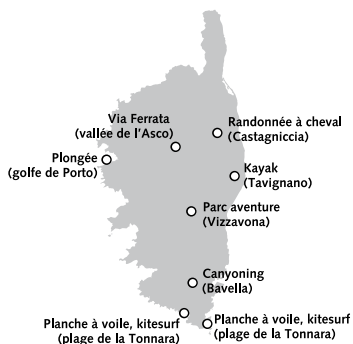 Via Ferrata
(vallée de l'Asco)
Randonnée à cheval
(Castagniccia)
Plongée
(golfe de Porto)
Kayak
(Tavignano)
Parc aventure
(Vizzavona)
Canyoning
(Bavella)
Planche à voile, kitesurf
(plage de la Tonnara)
Planche à voile, kitesurf
(plage de la Tonnara)